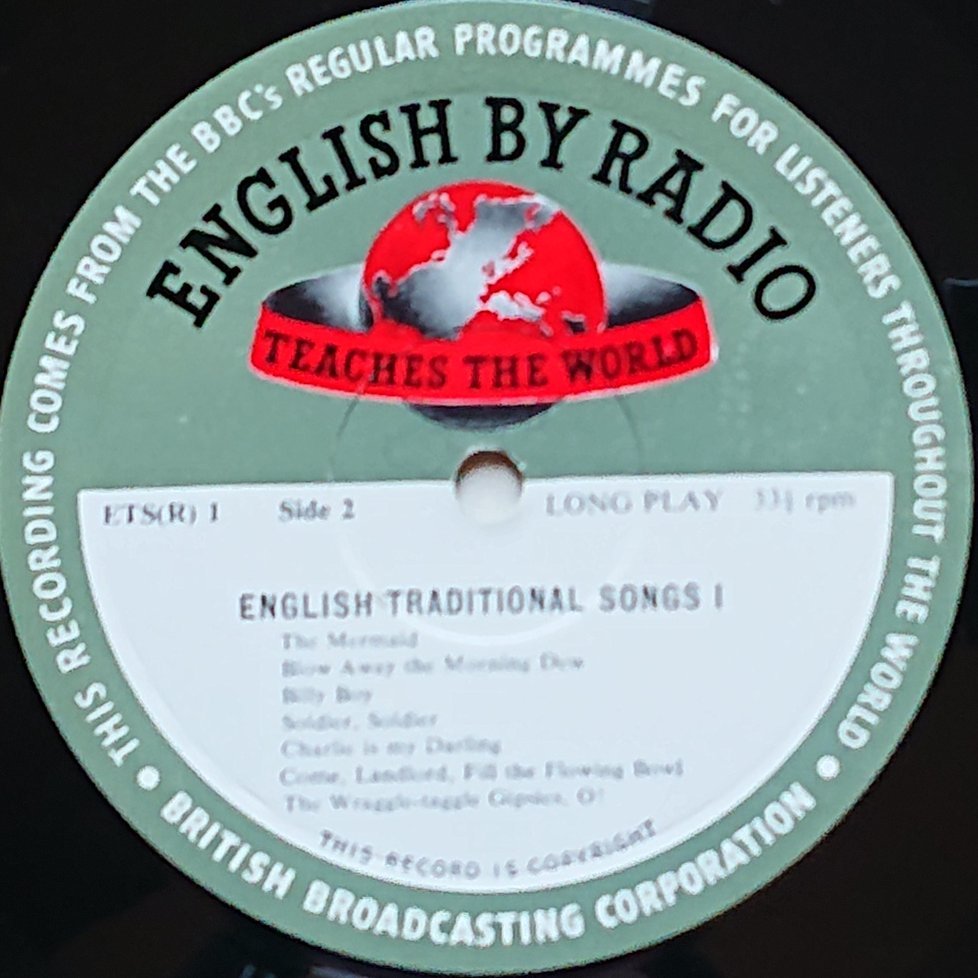 THIS RECORDING COMES FROM THE BBC's REGULAR PROGRAMMES FOR LISTENERS THROUGHOUT THE WORLD
ENGLISH BY RADIO
TEACHES THE WORLD
ETS(R) 1 Side 2 LONG PLAY 33⅓ rpm
ENGLISH TRADITIONAL SONGS I
The Mermaid
Blow Away the Morning Dew
Billy Boy
Soldier, Soldier
Charlie is my Darling
Come, Landlord, Fill the Flowing Bowl
The Wraggle-taggle Gipsies, O!
THIS RECORD IS COPYRIGHT
• BRITISH BROADCASTING CORPORATION •